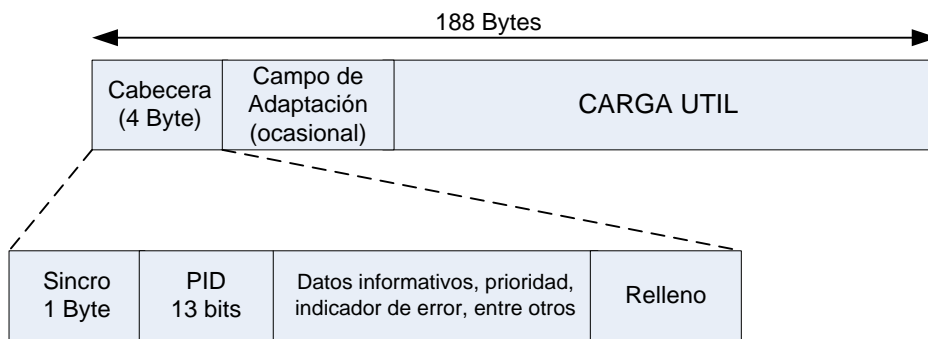 188 Bytes
Cabecera
(4 Byte)
Campo de
Adaptación
(ocasional)
CARGA UTIL
Sincro
1 Byte
PID
13 bits
Datos informativos, prioridad,
indicador de error, entre otros
Relleno